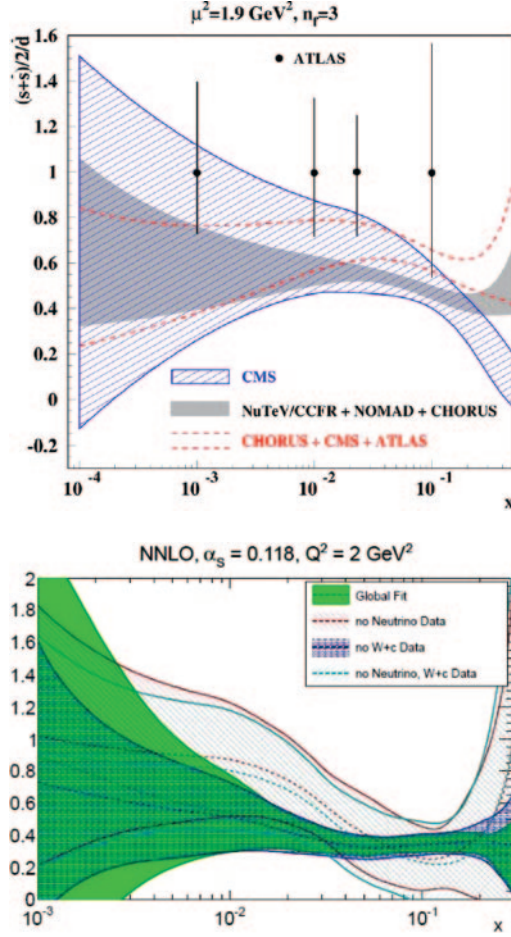 μ²=1.9 GeV², n_f=3
(s+s̄)/2/d̄
1.6
1.4
1.2
1
0.8
0.6
0.4
0.2
0
-0.2
ATLAS
CMS
NuTeV/CCFR + NOMAD + CHORUS
CHORUS + CMS + ATLAS
10⁻⁴ 10⁻³ 10⁻² 10⁻¹ x
NNLO, α_S = 0.118, Q² = 2 GeV²
2
1.8
1.6
1.4
1.2
1
0.8
0.6
0.4
0.2
0
Global Fit
no Neutrino Data
no W+c Data
no Neutrino, W+c Data
10⁻³ 10⁻² 10⁻¹ x